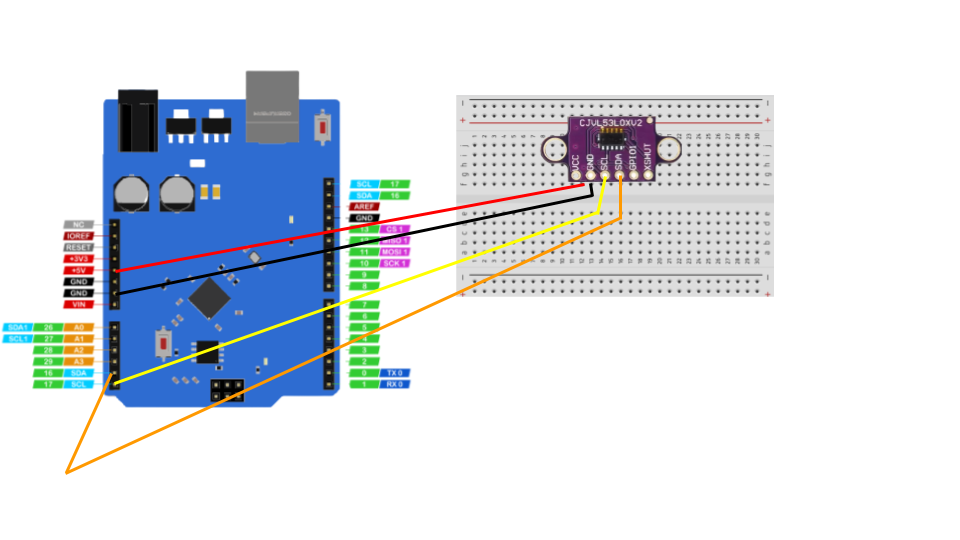 CJVL53L0XV2
VCC GND SCL SDA GPIO1 XSHUT
SCL 17
SDA 16
AREF
GND
13 CS 1
MISO 1
11 MOSI 1
10 SCK 1
9
8
7
6
5
4
3
2
0 TX 0
1 RX 0
NC
IOREF
RESET
+3V3
+5V
GND
GND
VIN
SDA1 26 A0
SCL1 27 A1
28 A2
29 A3
16 SDA
17 SCL